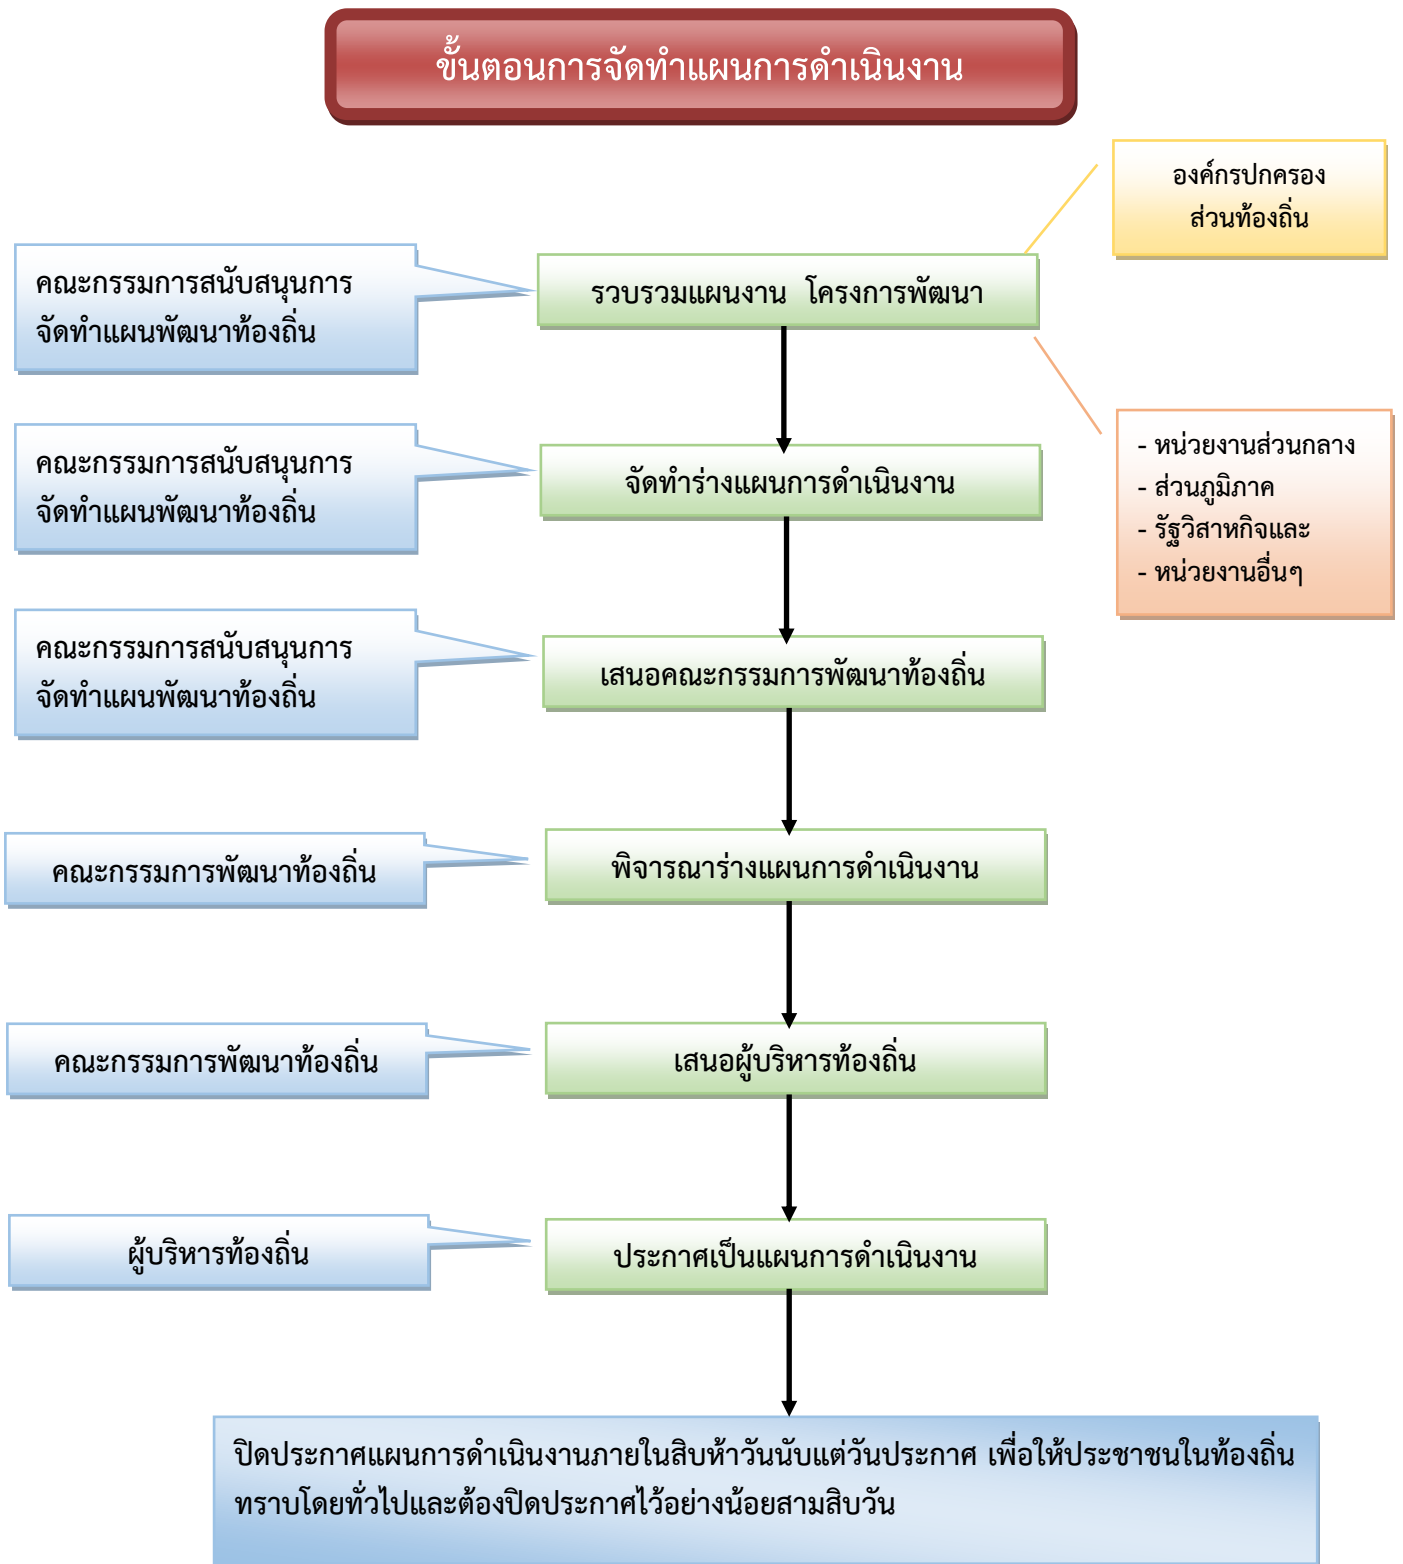 ขั้นตอนการจัดทำแผนการดำเนินงาน
องค์กรปกครอง
ส่วนท้องถิ่น
คณะกรรมการสนับสนุนการ
จัดทำแผนพัฒนาท้องถิ่น
รวบรวมแผนงาน โครงการพัฒนา
คณะกรรมการสนับสนุนการ
จัดทำแผนพัฒนาท้องถิ่น
จัดทำร่างแผนการดำเนินงาน
- หน่วยงานส่วนกลาง
- ส่วนภูมิภาค
- รัฐวิสาหกิจและ
- หน่วยงานอื่นๆ
คณะกรรมการสนับสนุนการ
จัดทำแผนพัฒนาท้องถิ่น
เสนอคณะกรรมการพัฒนาท้องถิ่น
คณะกรรมการพัฒนาท้องถิ่น
พิจารณาร่างแผนการดำเนินงาน
คณะกรรมการพัฒนาท้องถิ่น
เสนอผู้บริหารท้องถิ่น
ผู้บริหารท้องถิ่น
ประกาศเป็นแผนการดำเนินงาน
ปิดประกาศแผนการดำเนินงานภายในสิบห้าวันนับแต่วันประกาศ เพื่อให้ประชาชนในท้องถิ่น
ทราบโดยทั่วไปและต้องปิดประกาศไว้อย่างน้อยสามสิบวัน